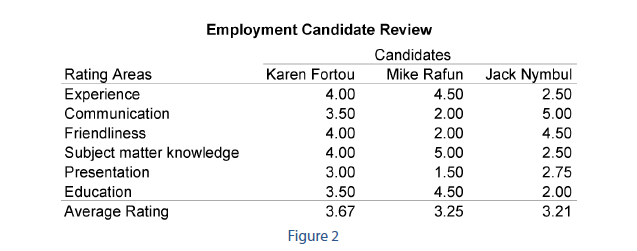 Employment Candidate Review
Candidates
Rating Areas Karen Fortou Mike Rafun Jack Nymbul
Experience 4.00 4.50 2.50
Communication 3.50 2.00 5.00
Friendliness 4.00 2.00 4.50
Subject matter knowledge 4.00 5.00 2.50
Presentation 3.00 1.50 2.75
Education 3.50 4.50 2.00
Average Rating 3.67 3.25 3.21
Figure 2